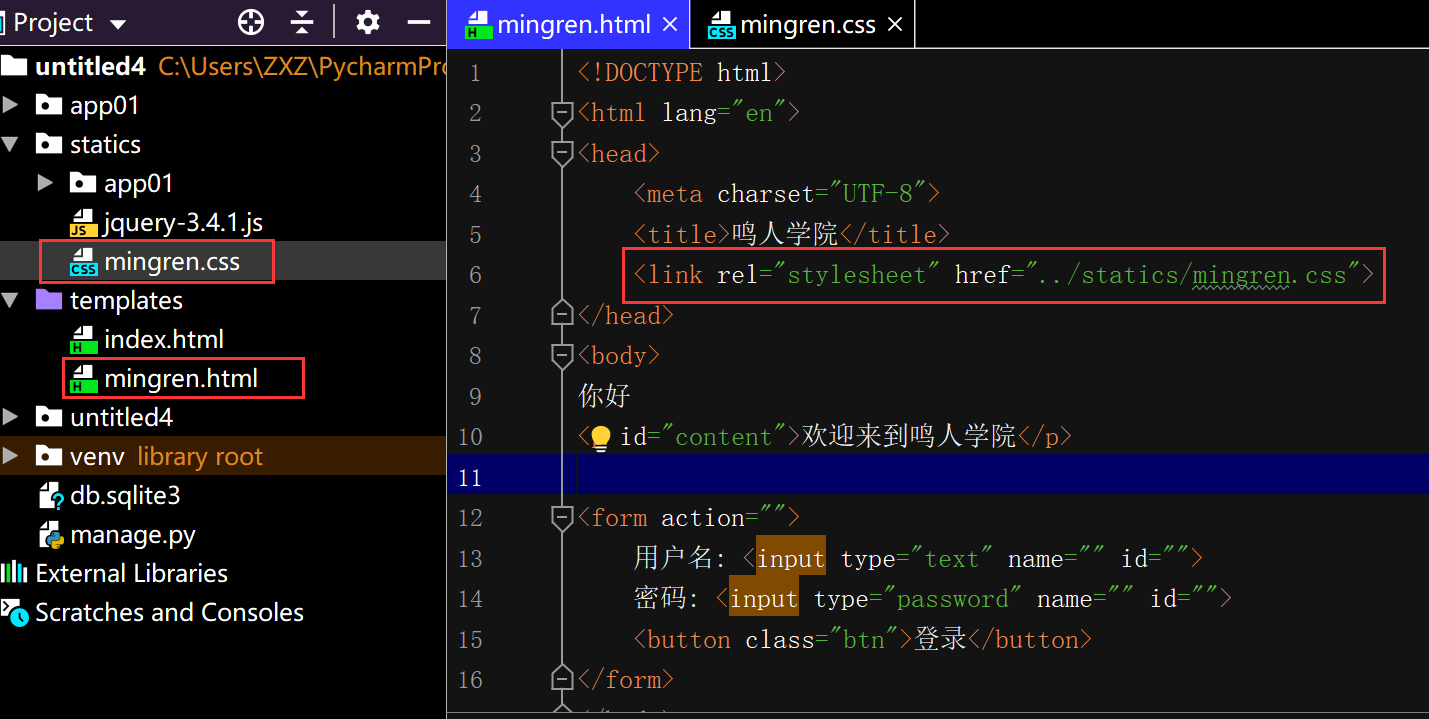 Project
untitled4 C:\Users\ZXZ\PycharmPro
app01
statics
app01
JS jquery-3.4.1.js
CSS mingren.css
templates
H index.html
H mingren.html
untitled4
venv library root
db.sqlite3
manage.py
External Libraries
Scratches and Consoles
H mingren.html × CSS mingren.css ×
1 <!DOCTYPE html>
2 <html lang="en">
3 <head>
4 <meta charset="UTF-8">
5 <title>鸣人学院</title>
6 <link rel="stylesheet" href="../statics/mingren.css">
7 </head>
8 <body>
9 你好
10 < id="content">欢迎来到鸣人学院</p>
11
12 <form action="">
13 用户名: <input type="text" name="" id="">
14 密码: <input type="password" name="" id="">
15 <button class="btn">登录</button>
16 </form>